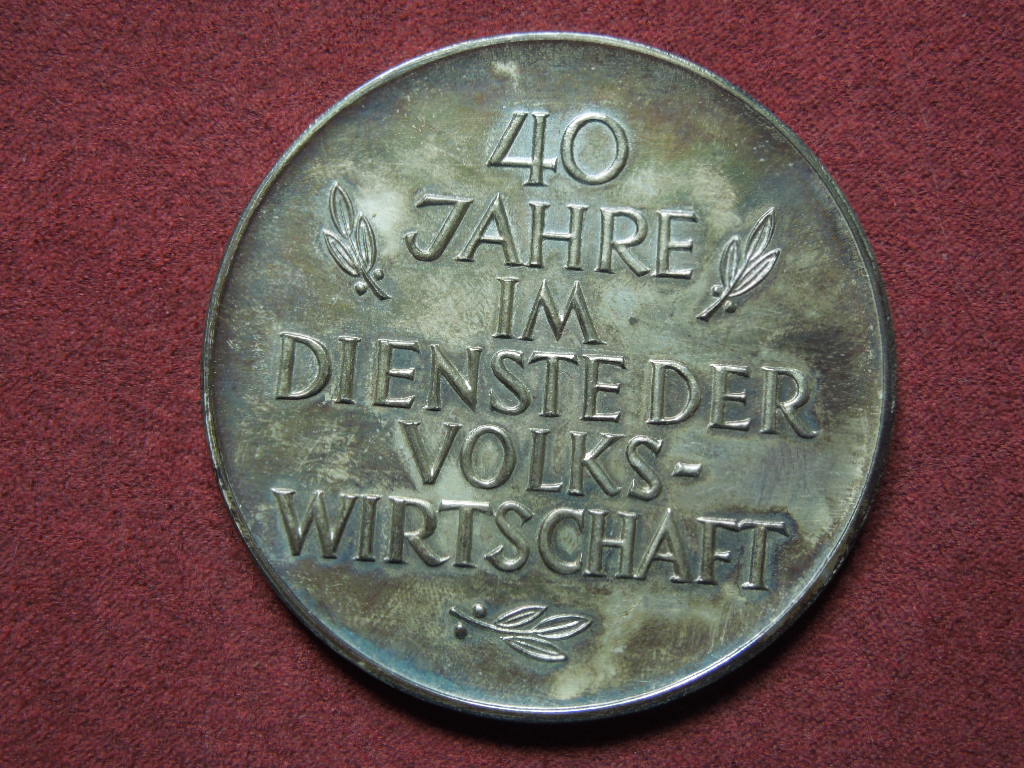 40
JAHRE
IM
DIENSTE DER
VOLKS-
WIRTSCHAFT